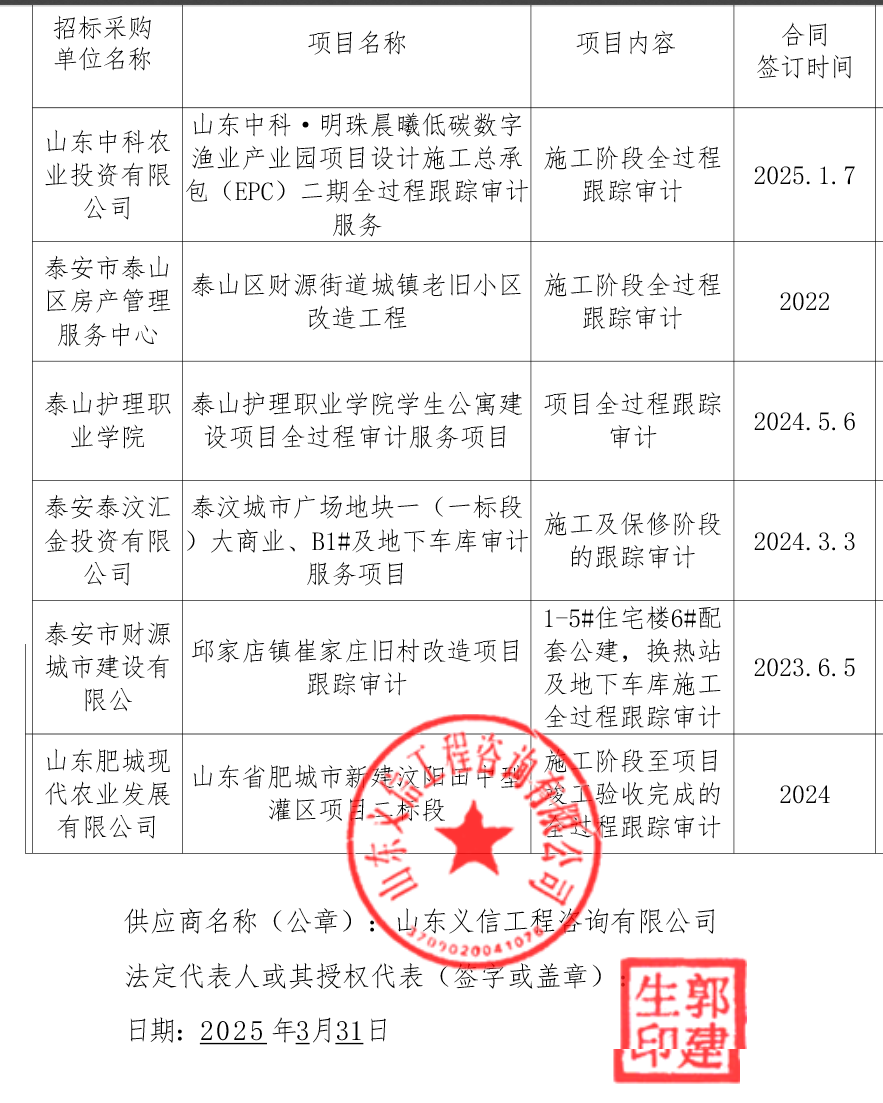 招标采购
单位名称
项目名称
项目内容
合同
签订时间
山东中科农
业投资有限
公司
山东中科·明珠晨曦低碳数字
渔业产业园项目设计施工总承
包（EPC）二期全过程跟踪审计
服务
施工阶段全过程
跟踪审计
2025.1.7
泰安市泰山
区房产管理
服务中心
泰山区财源街道城镇老旧小区
改造工程
施工阶段全过程
跟踪审计
2022
泰山护理职
业学院
泰山护理职业学院学生公寓建
设项目全过程审计服务项目
项目全过程跟踪
审计
2024.5.6
泰安泰汶汇
金投资有限
公司
泰汶城市广场地块一（一标段
）大商业、B1#及地下车库审计
服务项目
施工及保修阶段
的跟踪审计
2024.3.3
泰安市财源
城市建设有
限公
邱家店镇崔家庄旧村改造项目
跟踪审计
1-5#住宅楼6#配
套公建，换热站
及地下车库施工
全过程跟踪审计
2023.6.5
山东肥城现
代农业发展
有限公司
山东省肥城市新建汶阳田中型
灌区项目二标段
施工阶段至项目
竣工验收完成的
全过程跟踪审计
2024
山东义信工程咨询有限公司
3709020041076
供应商名称（公章）：山东义信工程咨询有限公司
法定代表人或其授权代表（签字或盖章）：
郭建
生印
日期：2025 年3月31日